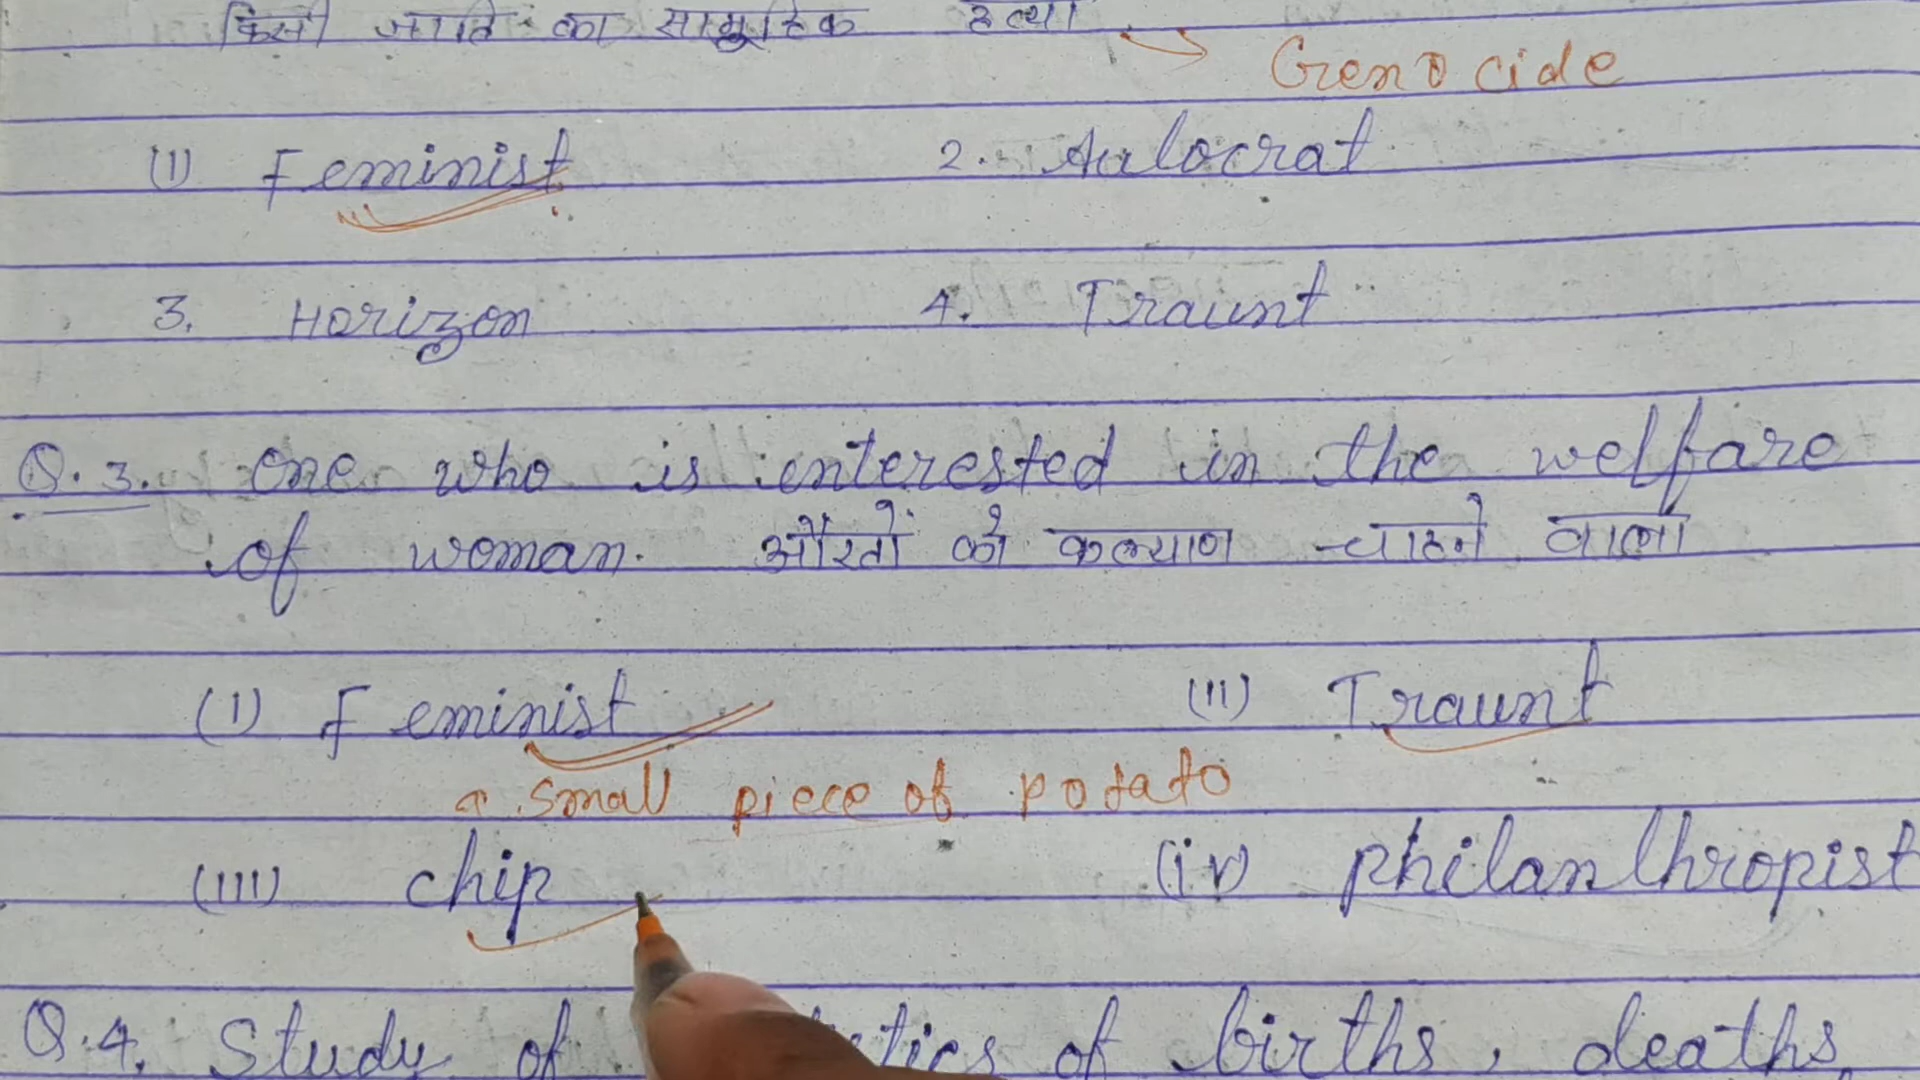 किसी जाति का सामूहिक हत्या
Genocide
(I) Feminist 2. Autocrat
3. Horizon 4. Traunt
Q.3. One who is interested in the welfare
of woman. औरतों को कल्याण चाहने वाला
(I) Feminist (II) Traunt
a small piece of potato
(III) chip (iv) philanthropist
Q.4. Study of births, deaths,